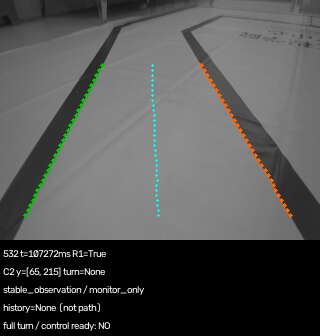 532 t=107272ms R1=True
C2 y=[65, 215] turn=None
stable_observation / monitor_only
history=None (not path)
full turn / control ready: NO